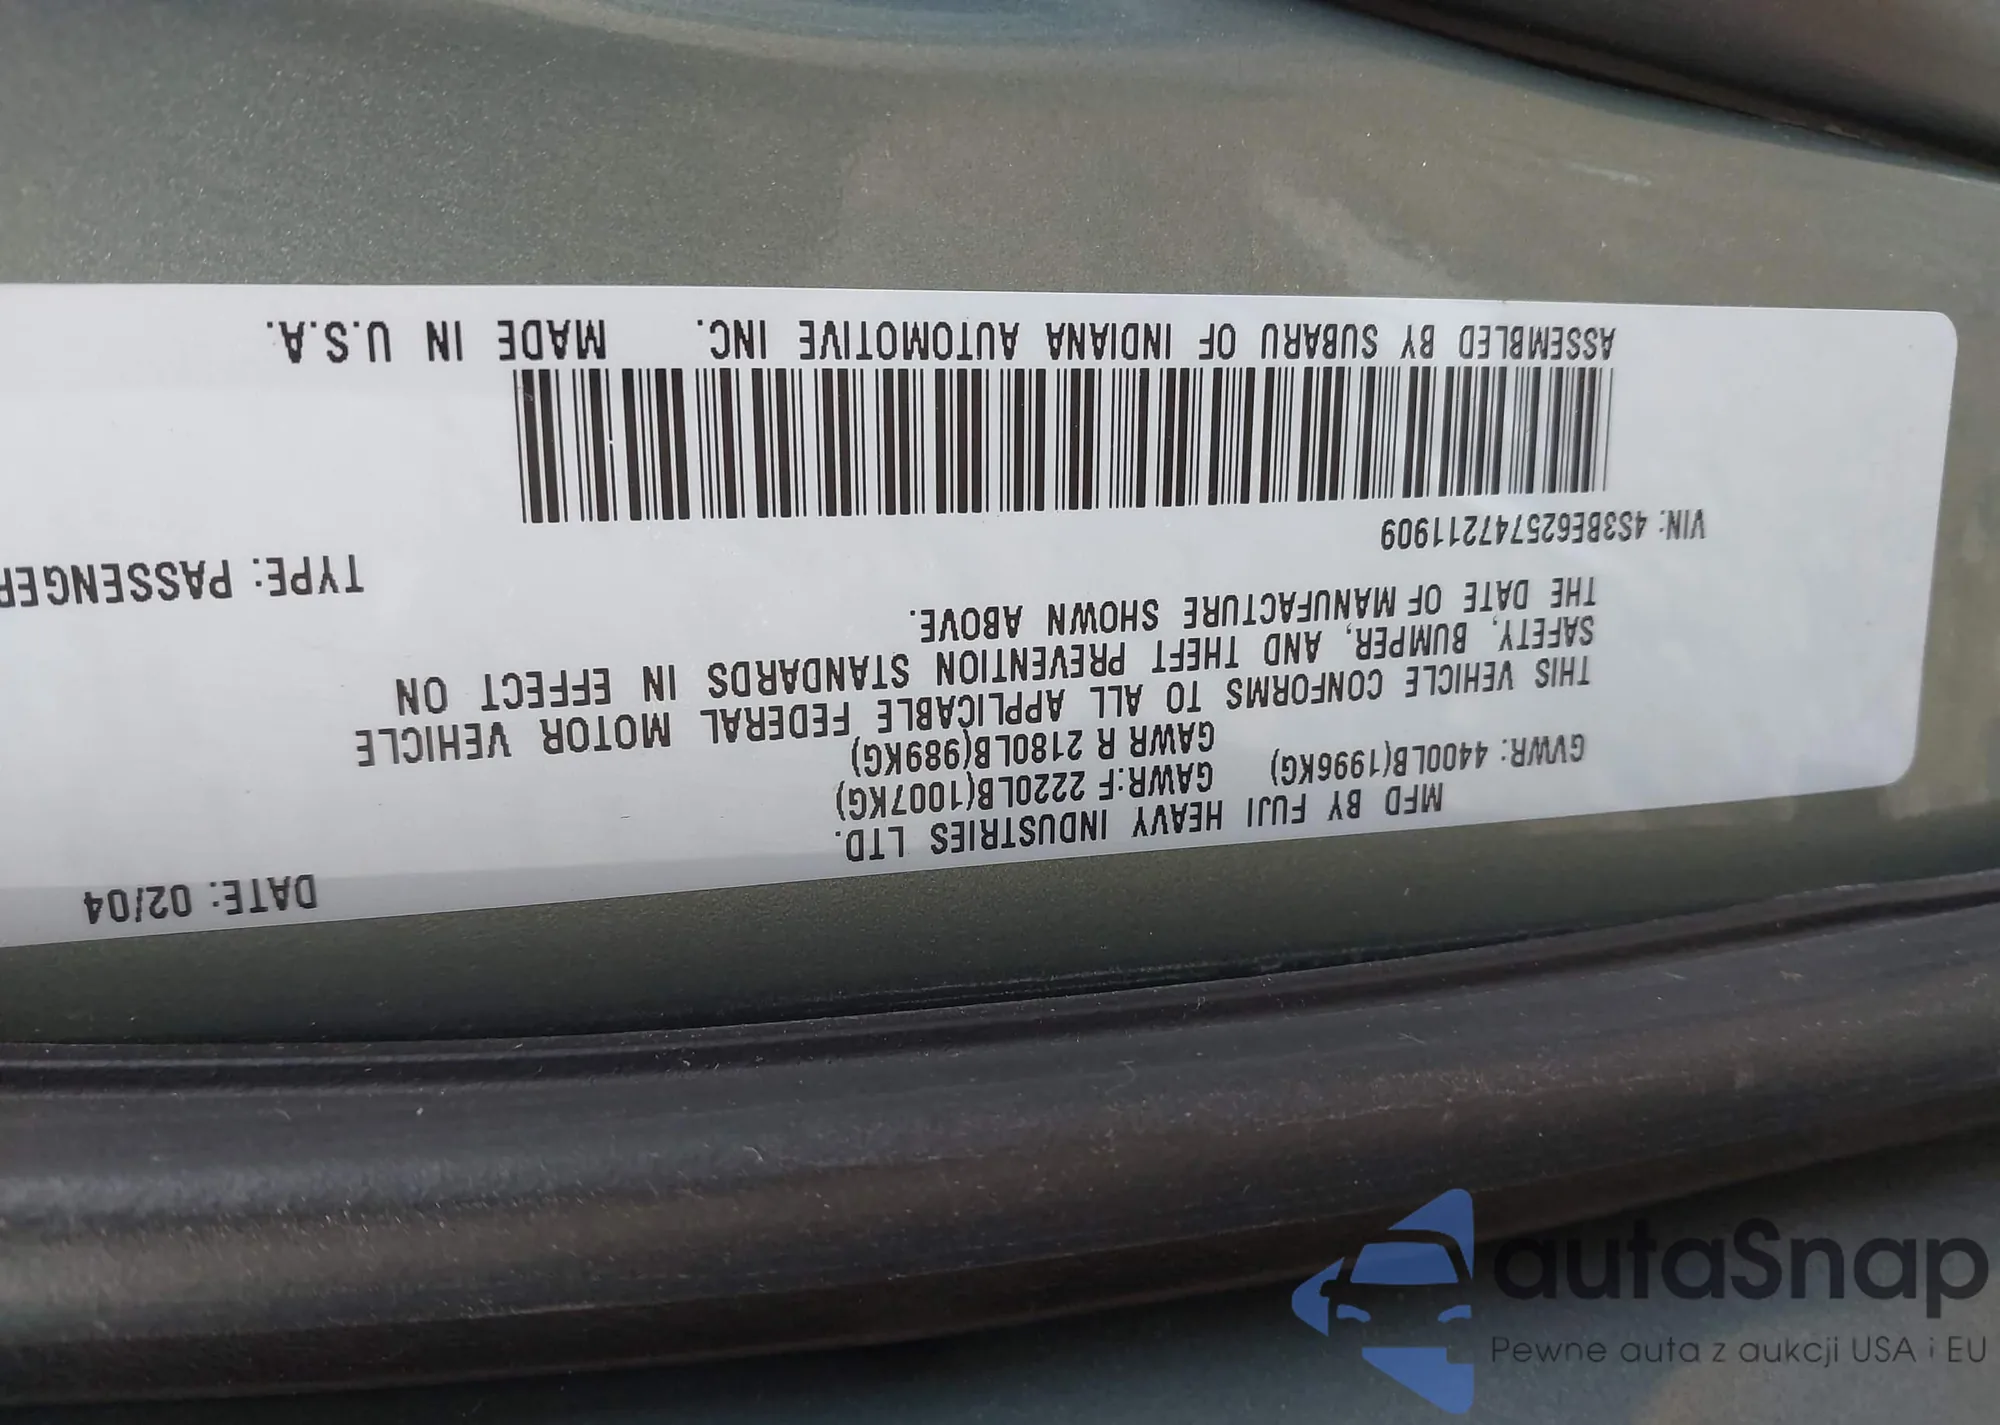 MFD BY FUJI HEAVY INDUSTRIES LTD. DATE: 02/04
GVWR: 4400LB(1996KG) GAWR:F 2220LB(1007KG)
GAWR R 2180LB(989KG)
THIS VEHICLE CONFORMS TO ALL APPLICABLE FEDERAL MOTOR VEHICLE
SAFETY, BUMPER, AND THEFT PREVENTION STANDARDS IN EFFECT ON
THE DATE OF MANUFACTURE SHOWN ABOVE.
VIN: 4S3BE625747211909 TYPE: PASSENGER
ASSEMBLED BY SUBARU OF INDIANA AUTOMOTIVE INC. MADE IN U.S.A.
autaSnap
Pewne auta z aukcji USA i EU